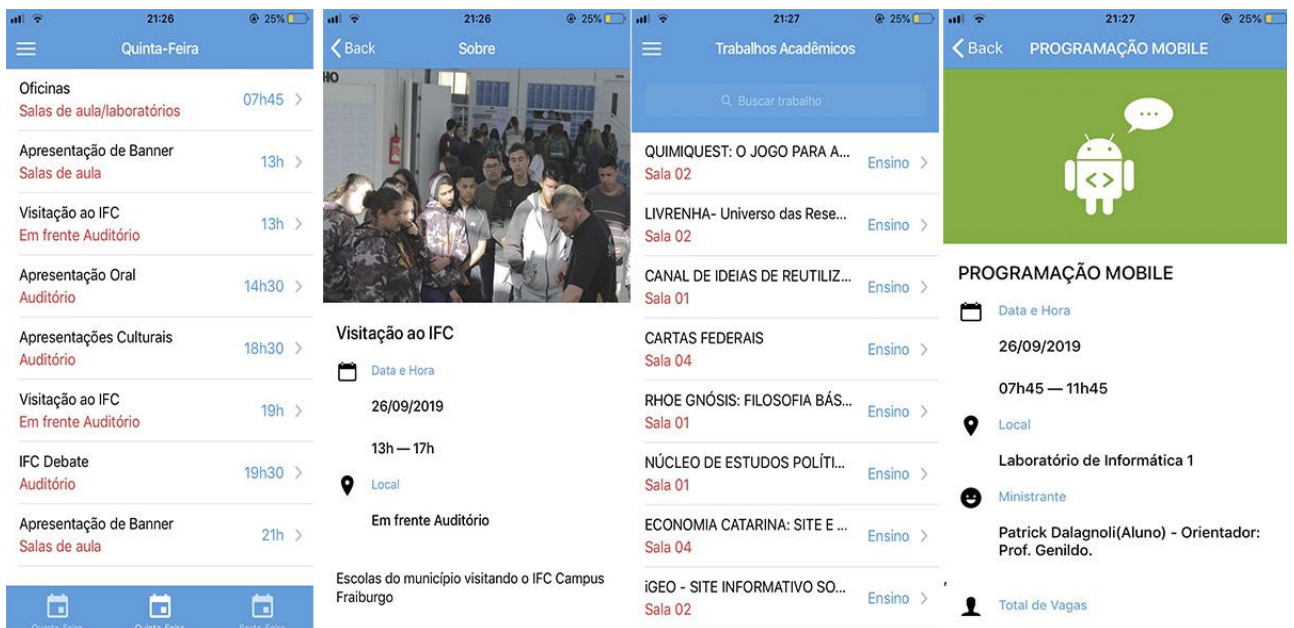 21:26
25%
Quinta-Feira
Oficinas
Salas de aula/laboratórios
07h45
Apresentação de Banner
Salas de aula
13h
Visitação ao IFC
Em frente Auditório
13h
Apresentação Oral
Auditório
14h30
Apresentações Culturais
Auditório
18h30
Visitação ao IFC
Em frente Auditório
19h
IFC Debate
Auditório
19h30
Apresentação de Banner
Salas de aula
21h
Quarta-Feira
Quinta-Feira
Sexta-Feira
21:26
25%
Back
Sobre
HO
Visitação ao IFC
Data e Hora
26/09/2019
13h — 17h
Local
Em frente Auditório
Escolas do município visitando o IFC Campus
Fraiburgo
21:27
25%
Trabalhos Acadêmicos
Buscar trabalho
QUIMIQUEST: O JOGO PARA A...
Sala 02
Ensino
LIVRENHA- Universo das Rese...
Sala 02
Ensino
CANAL DE IDEIAS DE REUTILIZ...
Sala 01
Ensino
CARTAS FEDERAIS
Sala 04
Ensino
RHOE GNÓSIS: FILOSOFIA BÁS...
Sala 01
Ensino
NÚCLEO DE ESTUDOS POLÍTI...
Sala 01
Ensino
ECONOMIA CATARINA: SITE E ...
Sala 04
Ensino
iGEO - SITE INFORMATIVO SO...
Sala 02
Ensino
21:27
25%
Back
PROGRAMAÇÃO MOBILE
PROGRAMAÇÃO MOBILE
Data e Hora
26/09/2019
07h45 — 11h45
Local
Laboratório de Informática 1
Ministrante
Patrick Dalagnoli(Aluno) - Orientador:
Prof. Genildo.
Total de Vagas